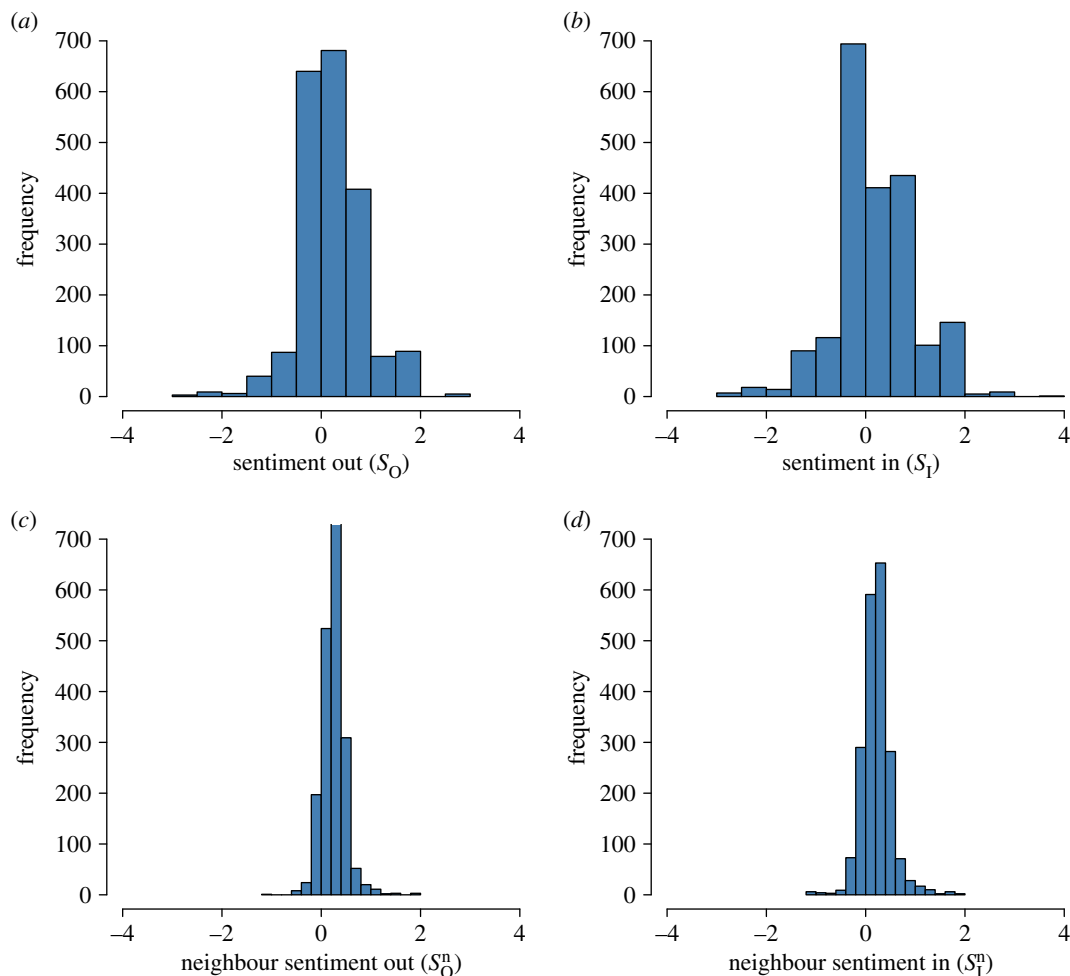 (a)
700
600
500
400
300
200
100
0
frequency
–4 –2 0 2 4
sentiment out (S_O)
(b)
700
600
500
400
300
200
100
0
frequency
–4 –2 0 2 4
sentiment in (S_I)
(c)
700
600
500
400
300
200
100
0
frequency
–4 –2 0 2 4
neighbour sentiment out (S_O^n)
(d)
700
600
500
400
300
200
100
0
frequency
–4 –2 0 2 4
neighbour sentiment in (S_I^n)